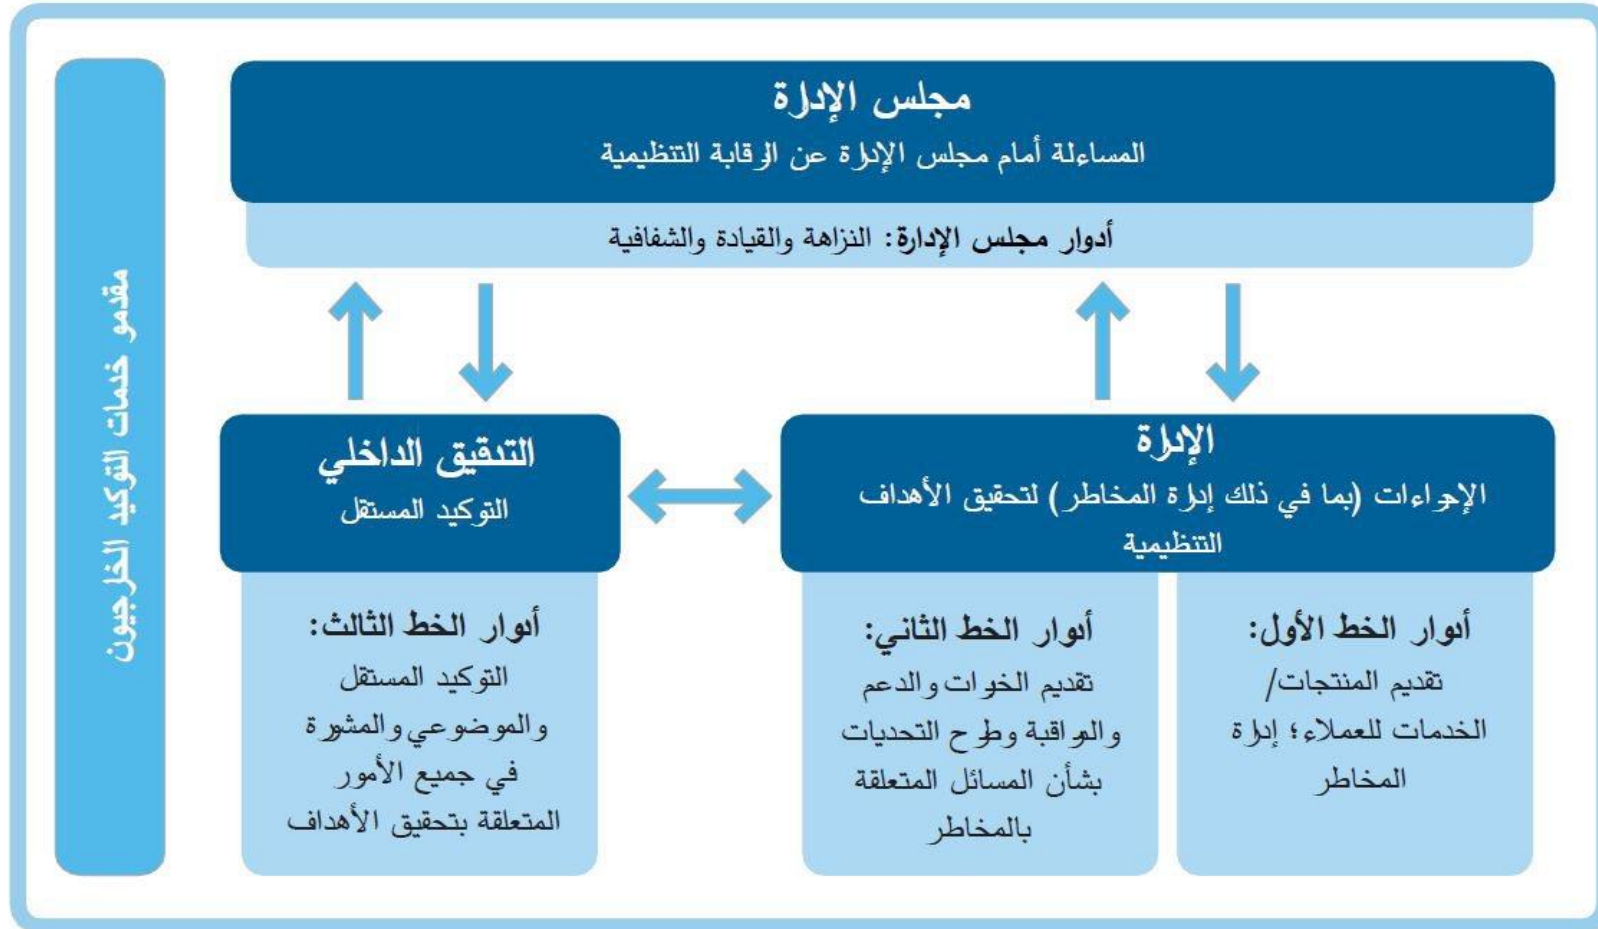 مجلس الإدارة
المساءلة أمام مجلس الإدارة عن الرقابة التنظيمية
أدوار مجلس الإدارة: النزاهة والقيادة والشفافية
الإدارة
الإجراءات (بما في ذلك إدارة المخاطر) لتحقيق الأهداف
التنظيمية
أدوار الخط الأول:
تقديم المنتجات/
الخدمات للعملاء؛ إدارة
المخاطر
أدوار الخط الثاني:
تقديم الخبرات والدعم
والمراقبة وطرح التحديات
بشأن المسائل المتعلقة
بالمخاطر
التدقيق الداخلي
التوكيد المستقل
أدوار الخط الثالث:
التوكيد المستقل
والموضوعي والمشورة
في جميع الأمور
المتعلقة بتحقيق الأهداف
مقدمو خدمات التوكيد الخارجيون